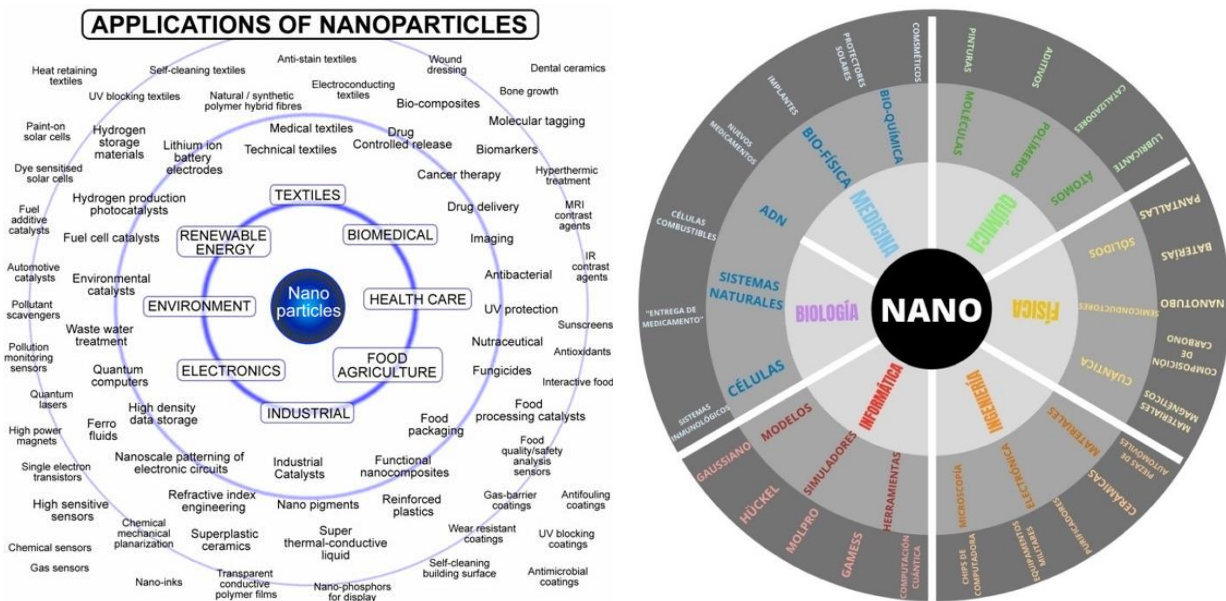 APPLICATIONS OF NANOPARTICLES
Anti-stain textiles
Wound
dressing
Dental ceramics
Heat retaining
textiles
Self-cleaning textiles
Electroconducting
textiles
Bone growth
UV blocking textiles
Natural / synthetic
polymer hybrid fibres
Bio-composites
Molecular tagging
Paint-on
solar cells
Hydrogen
storage
materials
Lithium ion
battery
electrodes
Medical textiles
Technical textiles
Drug
Controlled release
Biomarkers
Dye sensitised
solar cells
Cancer therapy
Hyperthermic
treatment
Hydrogen production
photocatalysts
TEXTILES
Drug delivery
MRI
contrast
agents
Fuel
additive
catalysts
Fuel cell catalysts
RENEWABLE
ENERGY
BIOMEDICAL
Imaging
IR
contrast
agents
Automotive
catalysts
Environmental
catalysts
Antibacterial
Nano
particles
ENVIRONMENT
HEALTH CARE
UV protection
Pollutant
scavengers
Sunscreens
Waste water
treatment
Nutraceutical
Antioxidants
Pollution
monitoring
sensors
Quantum
computers
ELECTRONICS
FOOD
AGRICULTURE
Fungicides
Interactive food
Quantum
lasers
High density
data storage
INDUSTRIAL
Food
packaging
Food
processing catalysts
High power
magnets
Ferro
fluids
Food
quality/safety
analysis
sensors
Single electron
transistors
Nanoscale patterning of
electronic circuits
Industrial
Catalysts
Functional
nanocomposites
High sensitive
sensors
Refractive index
engineering
Nano pigments
Reinforced
plastics
Gas-barrier
coatings
Antifouling
coatings
Chemical
mechanical
planarization
Superplastic
ceramics
Super
thermal-conductive
liquid
Wear resistant
coatings
UV blocking
coatings
Chemical sensors
Gas sensors
Nano-inks
Transparent
conductive
polymer films
Nano-phosphors
for display
Self-cleaning
building surface
Antimicrobial
coatings
NANO
MEDICINA
BIO-QUÍMICA
BIO-FÍSICA
ADN
COMSMÉTICOS
PROTECTORES
SOLARES
IMPLANTES
NUEVOS
MEDICAMENTOS
QUÍMICA
MOLÉCULAS
POLÍMEROS
ÁTOMOS
PINTURAS
ADITIVOS
CATALIZADORES
LUBRICANTE
FÍSICA
SÓLIDOS
SEMICONDUCTORES
CUÁNTICA
PANTALLAS
BATERÍAS
NANOTUBO
COMPOSICIÓN
DE
CARBONO
MATERIALES
MAGNÉTICOS
INGENIERÍA
MATERIALES
ELECTRÓNICA
MICROSCOPÍA
PIEZAS DE
AUTOMÓVILES
CERÁMICAS
PURIFICADORES
EQUIPAMENTOS
MILITARES
CHIPS DE
COMPUTADORA
INFORMÁTICA
HERRAMIENTAS
SIMULADORES
MODELOS
COMPUTACIÓN
CUÁNTICA
GAMESS
MOLPRO
HÜCKEL
GAUSSIANO
BIOLOGÍA
CÉLULAS
SISTEMAS
NATURALES
SISTEMAS
INMUNOLÓGICOS
"ENTREGA DE
MEDICAMENTO"
CÉLULAS
COMBUSTIBLES